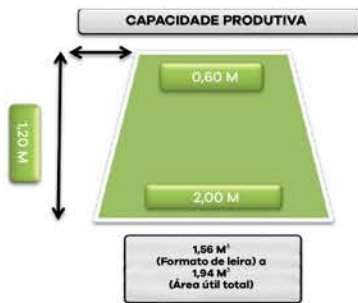 CAPACIDADE PRODUTIVA
0,60 M
1,20 M
2,00 M
1,56 M³
(Formato de leira) a
1,94 M³
(Área útil total)